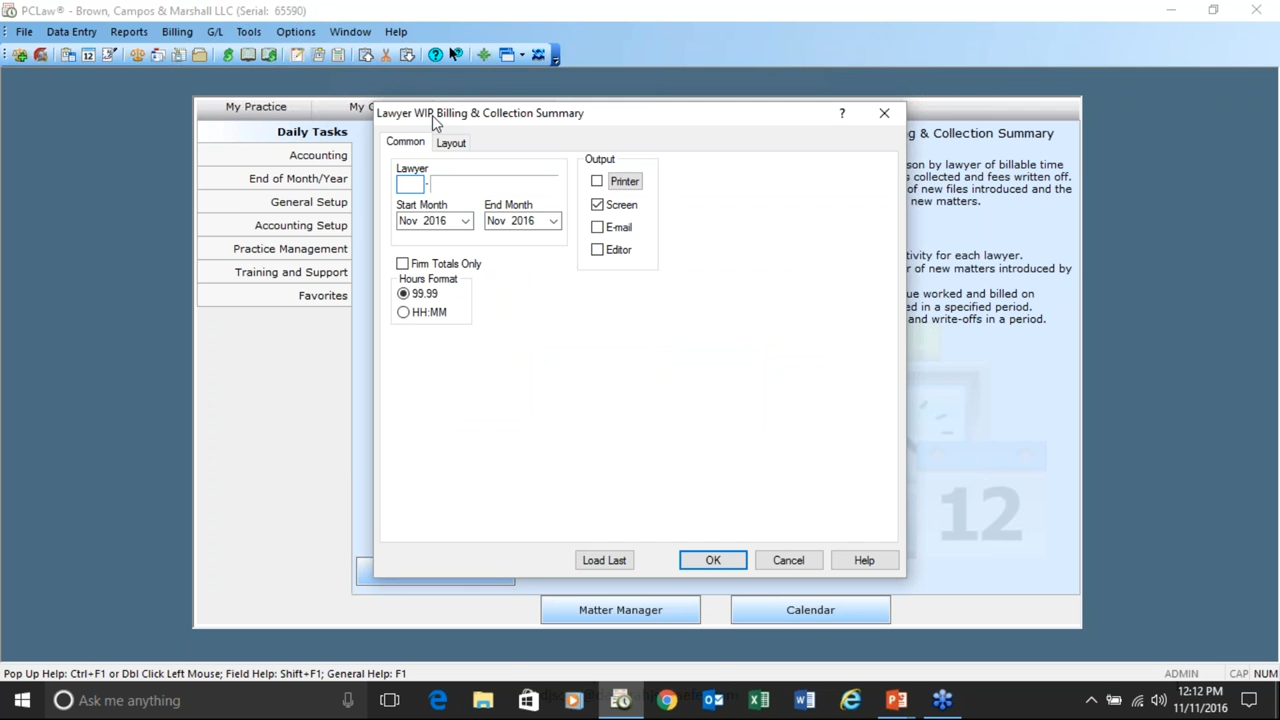 PCLaw® - Brown, Campos & Marshall LLC (Serial: 65590)
File Data Entry Reports Billing G/L Tools Options Window Help
My Practice
Daily Tasks
Accounting
End of Month/Year
General Setup
Accounting Setup
Practice Management
Training and Support
Favorites
Lawyer WIP Billing & Collection Summary
Common Layout
Lawyer
Start Month End Month
Nov 2016 Nov 2016
Firm Totals Only
Hours Format
99.99
HH:MM
Output
Printer
Screen
E-mail
Editor
Load Last OK Cancel Help
& Collection Summary
son by lawyer of billable time
s collected and fees written off.
of new files introduced and the
new matters.
tivity for each lawyer.
r of new matters introduced by
ue worked and billed on
ed in a specified period.
and write-offs in a period.
12
Matter Manager Calendar
Pop Up Help: Ctrl+F1 or Dbl Click Left Mouse; Field Help: Shift+F1; General Help: F1
ADMIN CAP NUM
Ask me anything
12:12 PM
11/11/2016